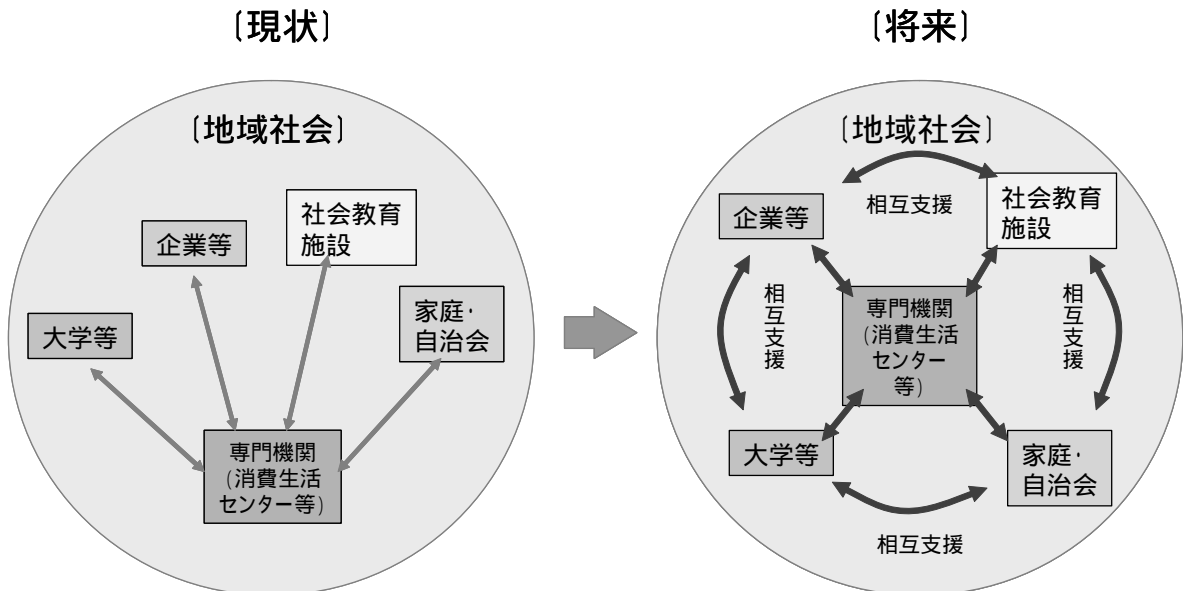 〔現状〕
〔地域社会〕
社会教育
施設
企業等
家庭・
自治会
大学等
専門機関
(消費生活
センター等)
〔将来〕
〔地域社会〕
相互支援
社会教育
施設
企業等
相互支援
専門機関
(消費生活
センター
等)
相互支援
大学等
家庭・
自治会
相互支援